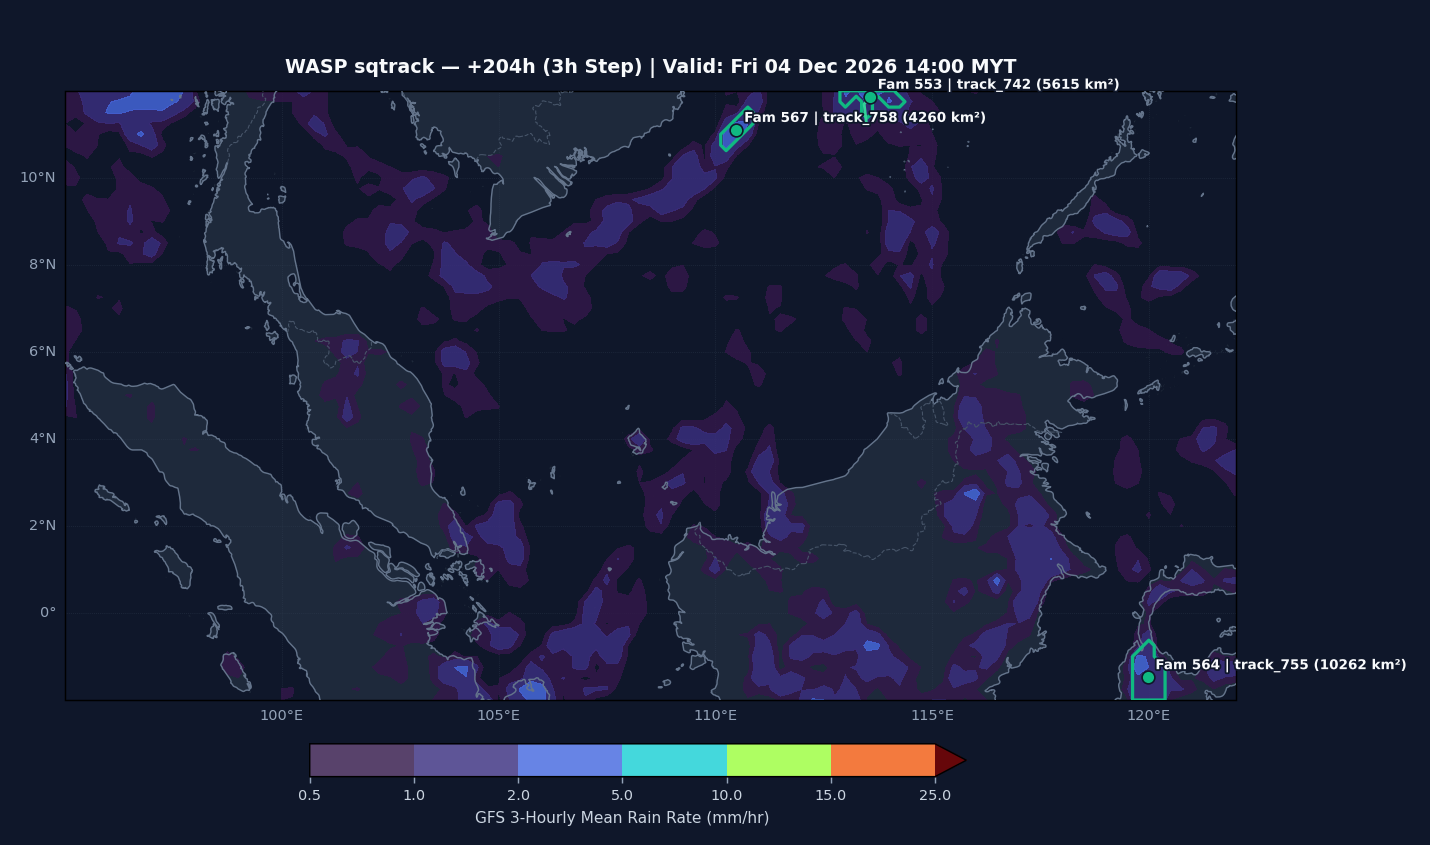 WASP sqtrack — +204h (3h Step) | Valid: Fri 04 Dec 2026 14:00 MYT
Fam 553 | track_742 (5615 km²)
Fam 567 | track_758 (4260 km²)
10°N
8°N
6°N
4°N
2°N
0°
Fam 564 | track_755 (10262 km²)
100°E 105°E 110°E 115°E 120°E
0.5 1.0 2.0 5.0 10.0 15.0 25.0
GFS 3-Hourly Mean Rain Rate (mm/hr)